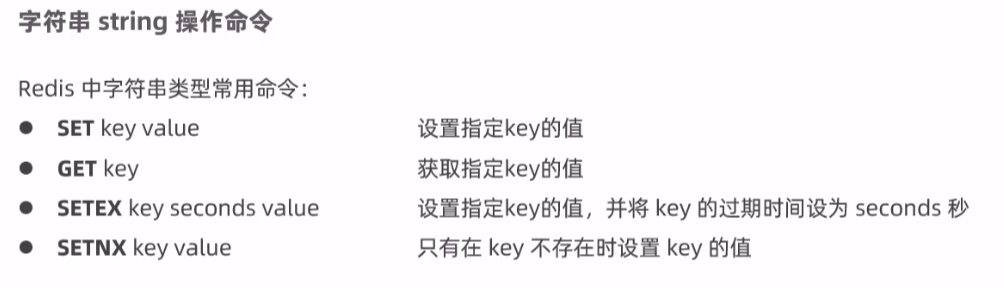 字符串 string 操作命令
Redis 中字符串类型常用命令：
● SET key value 设置指定key的值
● GET key 获取指定key的值
● SETEX key seconds value 设置指定key的值，并将 key 的过期时间设为 seconds 秒
● SETNX key value 只有在 key 不存在时设置 key 的值